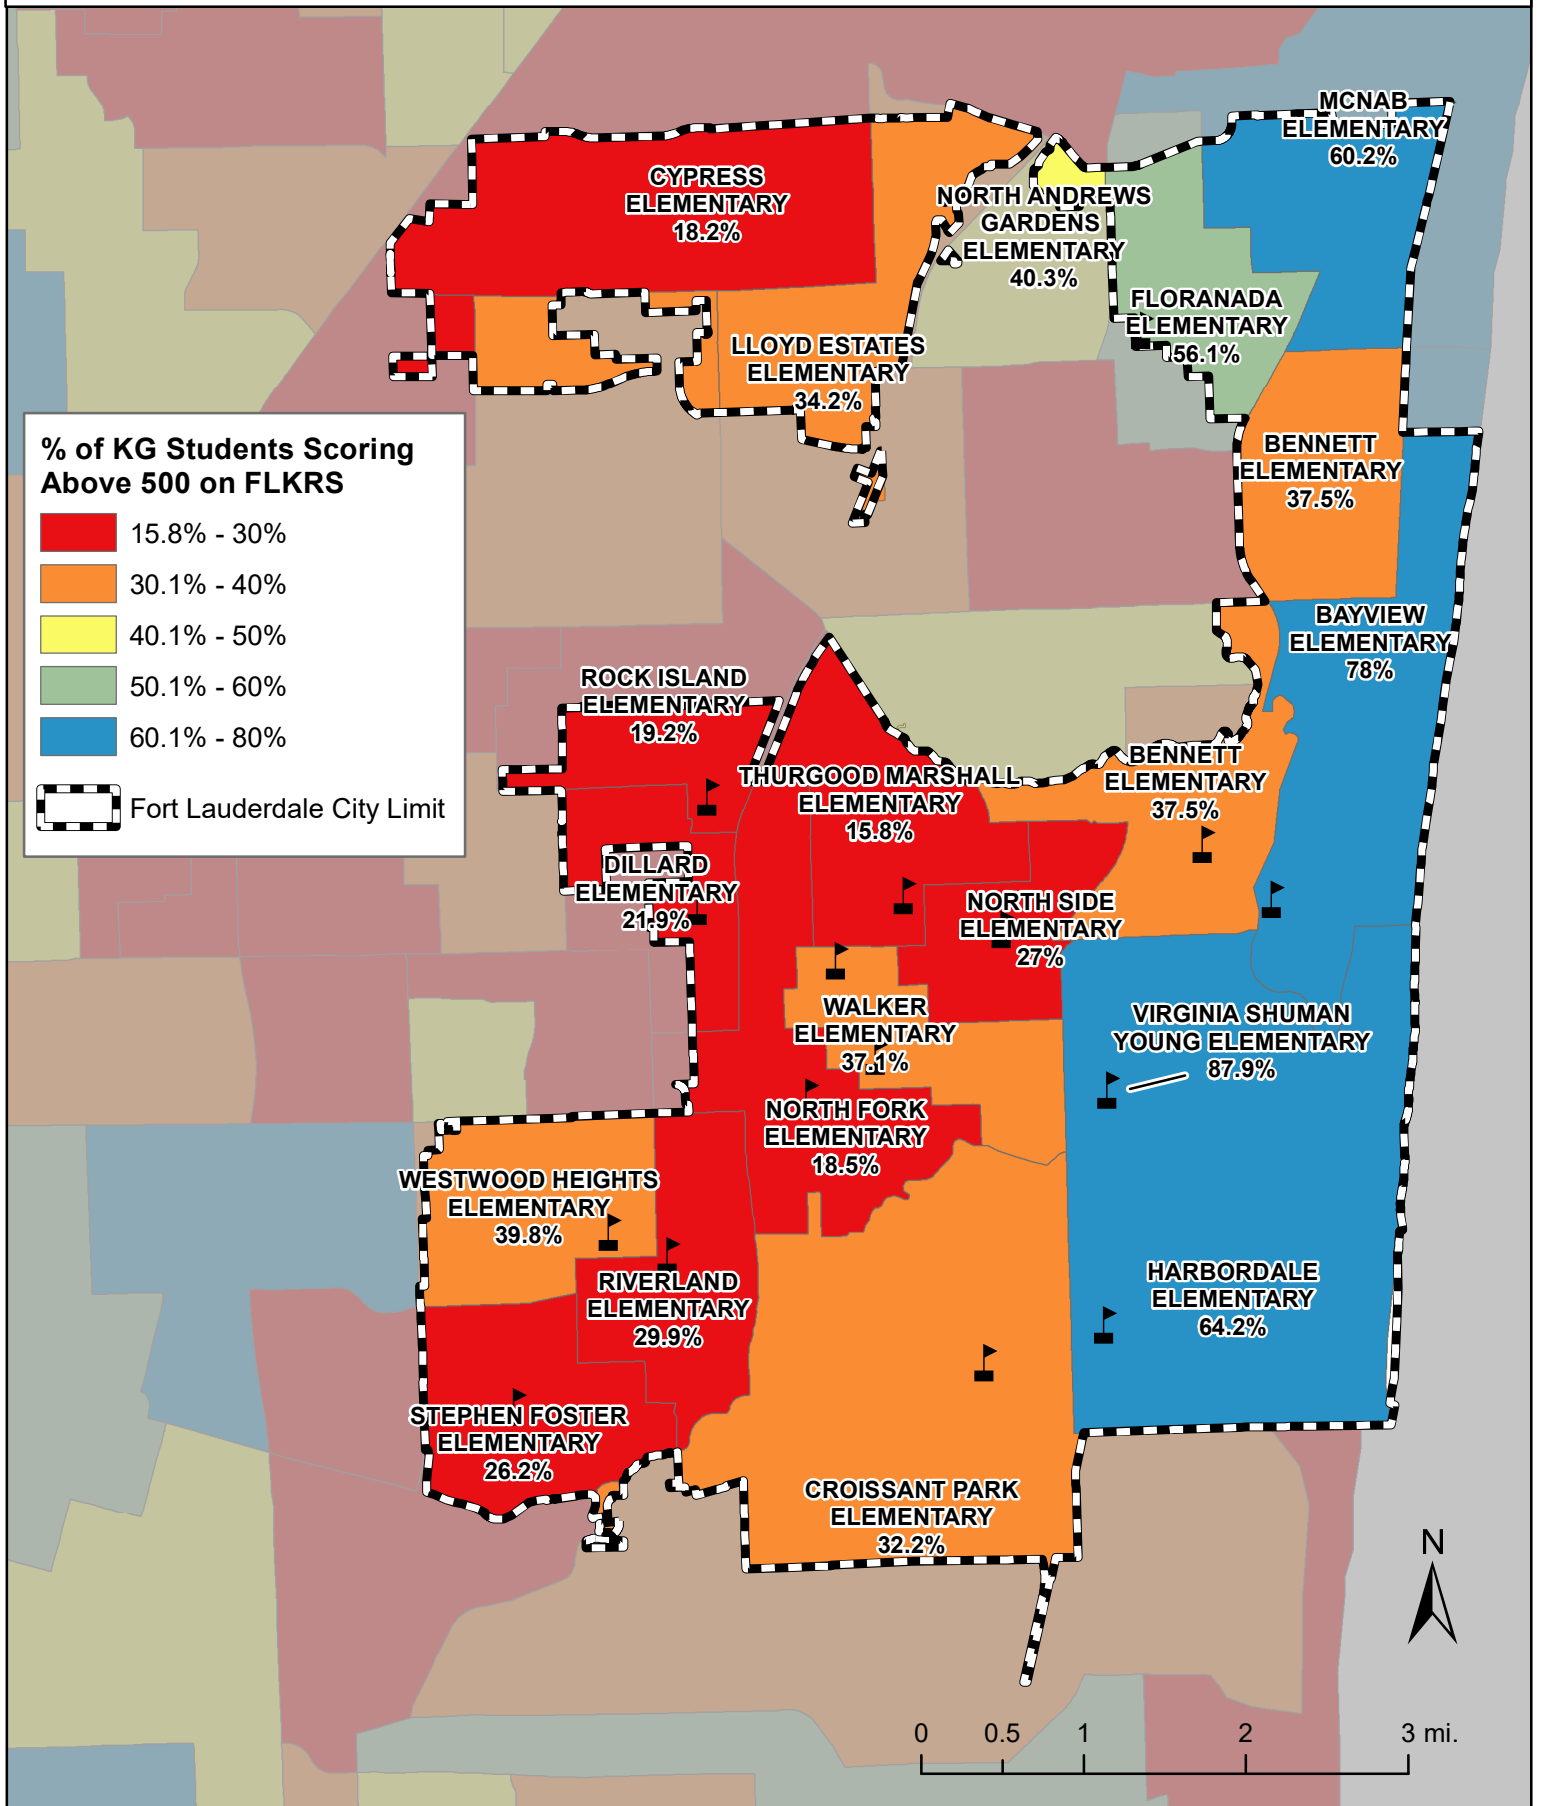 MCNAB
ELEMENTARY
60.2%
CYPRESS
ELEMENTARY
18.2%
NORTH ANDREWS
GARDENS
ELEMENTARY
40.3%
FLORANADA
ELEMENTARY
56.1%
LLOYD ESTATES
ELEMENTARY
34.2%
BENNETT
ELEMENTARY
37.5%
% of KG Students Scoring
Above 500 on FLKRS
15.8% - 30%
30.1% - 40%
40.1% - 50%
50.1% - 60%
60.1% - 80%
Fort Lauderdale City Limit
BAYVIEW
ELEMENTARY
78%
ROCK ISLAND
ELEMENTARY
19.2%
THURGOOD MARSHALL
ELEMENTARY
15.8%
BENNETT
ELEMENTARY
37.5%
DILLARD
ELEMENTARY
21.9%
NORTH SIDE
ELEMENTARY
27%
WALKER
ELEMENTARY
37.1%
VIRGINIA SHUMAN
YOUNG ELEMENTARY
87.9%
NORTH FORK
ELEMENTARY
18.5%
WESTWOOD HEIGHTS
ELEMENTARY
39.8%
RIVERLAND
ELEMENTARY
29.9%
HARBORDALE
ELEMENTARY
64.2%
STEPHEN FOSTER
ELEMENTARY
26.2%
CROISSANT PARK
ELEMENTARY
32.2%
N
0 0.5 1 2 3 mi.